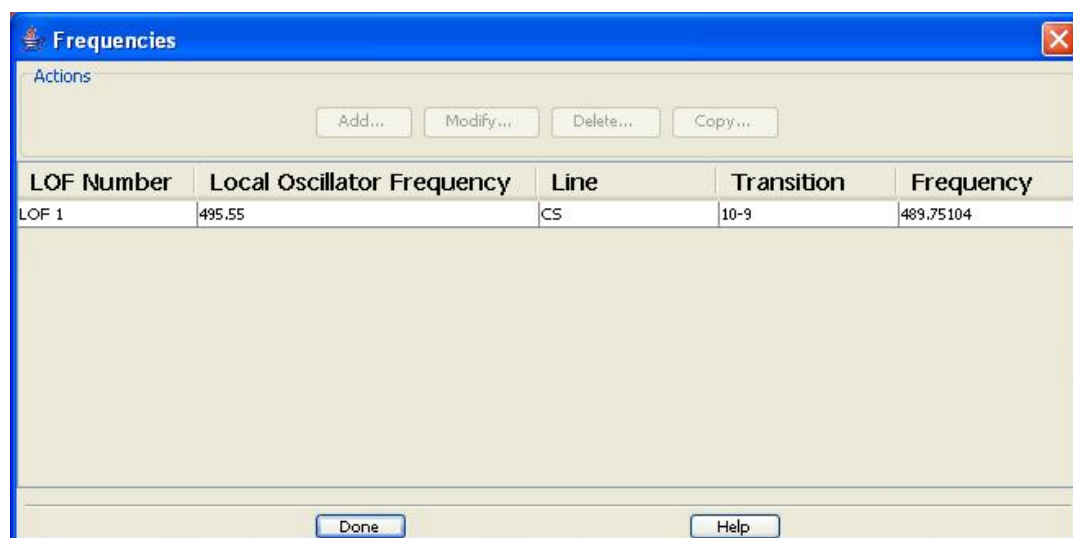 Frequencies
Actions
Add... Modify... Delete... Copy...
LOF Number Local Oscillator Frequency Line Transition Frequency
LOF 1 495.55 CS 10-9 489.75104
Done Help